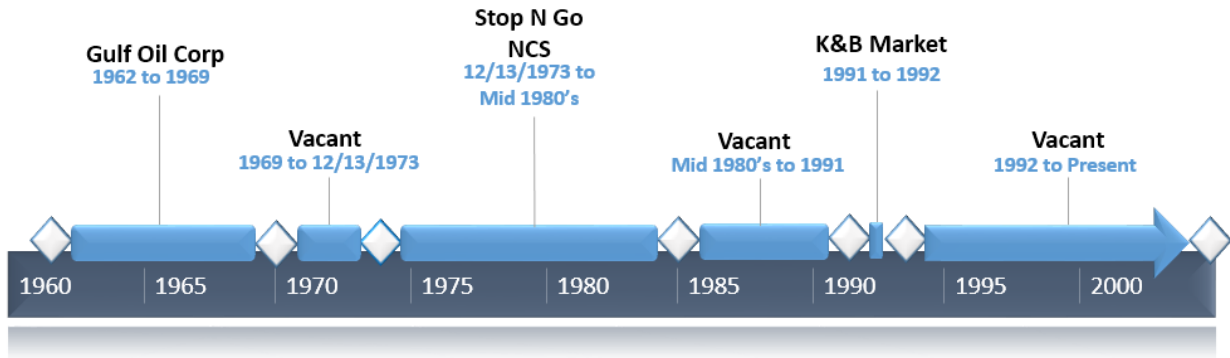 Gulf Oil Corp
1962 to 1969
Vacant
1969 to 12/13/1973
Stop N Go
NCS
12/13/1973 to
Mid 1980's
Vacant
Mid 1980's to 1991
K&B Market
1991 to 1992
Vacant
1992 to Present
1960 1965 1970 1975 1980 1985 1990 1995 2000